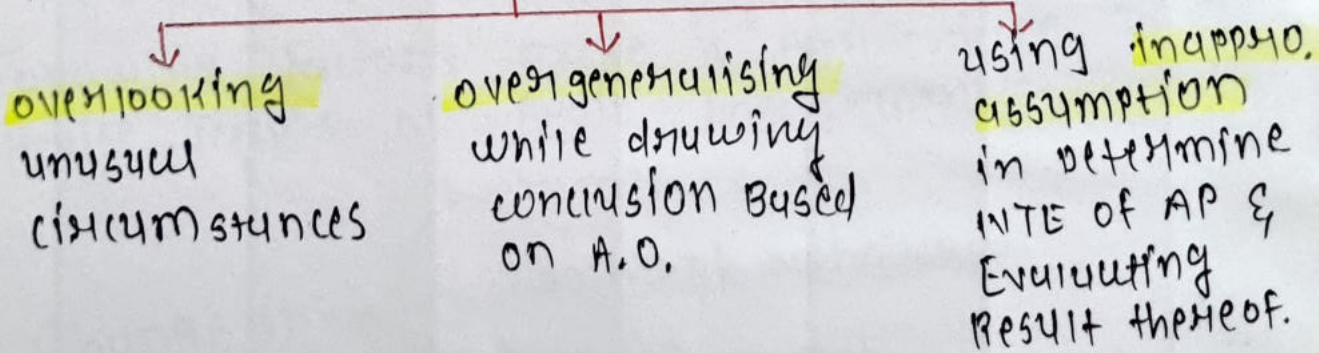 overlooking
unusual
circumstances
overgeneralising
while drawing
conclusion Based
on A.O.
using inappro.
assumption
in Determine
NTE of AP &
Evaluating
Result thereof.